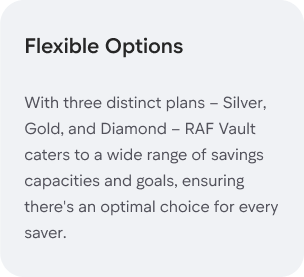 Flexible Options
With three distinct plans – Silver,
Gold, and Diamond – RAF Vault
caters to a wide range of savings
capacities and goals, ensuring
there's an optimal choice for every
saver.